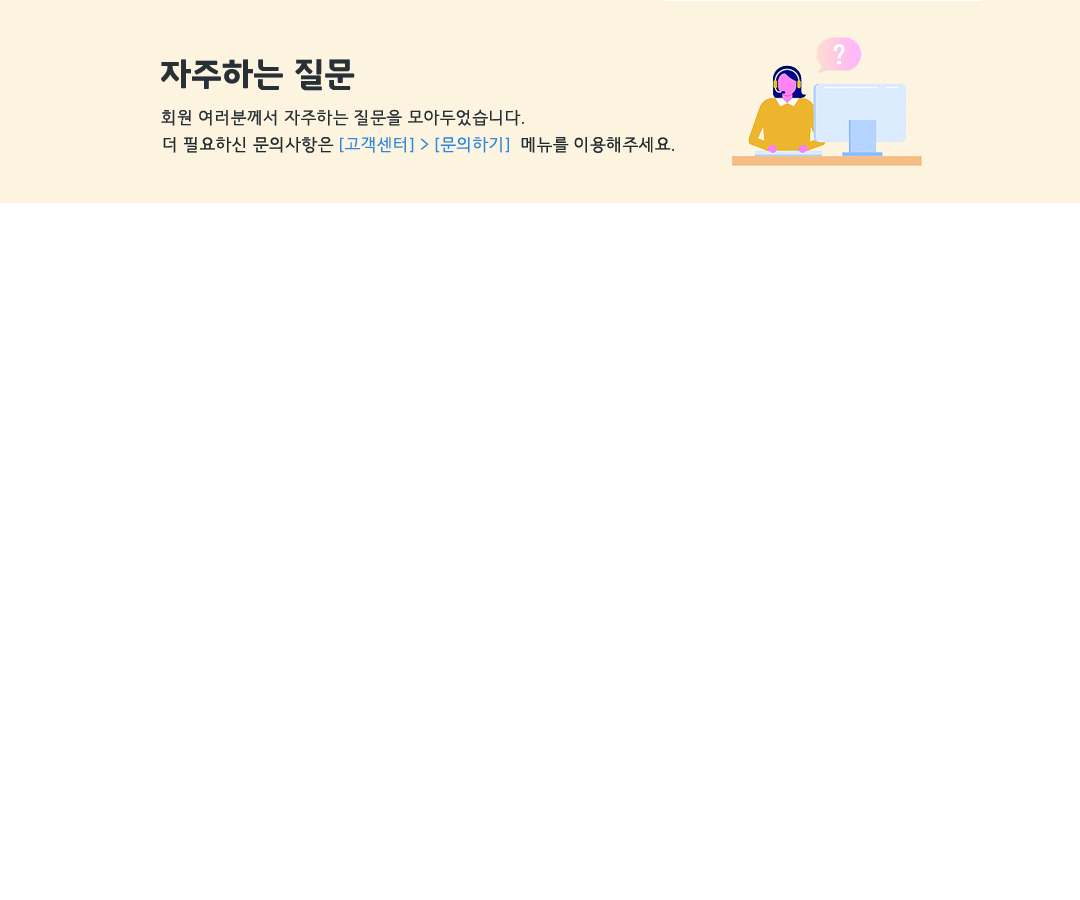 자주하는 질문
회원 여러분께서 자주하는 질문을 모아두었습니다.
더 필요하신 문의사항은 [고객센터] > [문의하기] 메뉴를 이용해주세요.
?